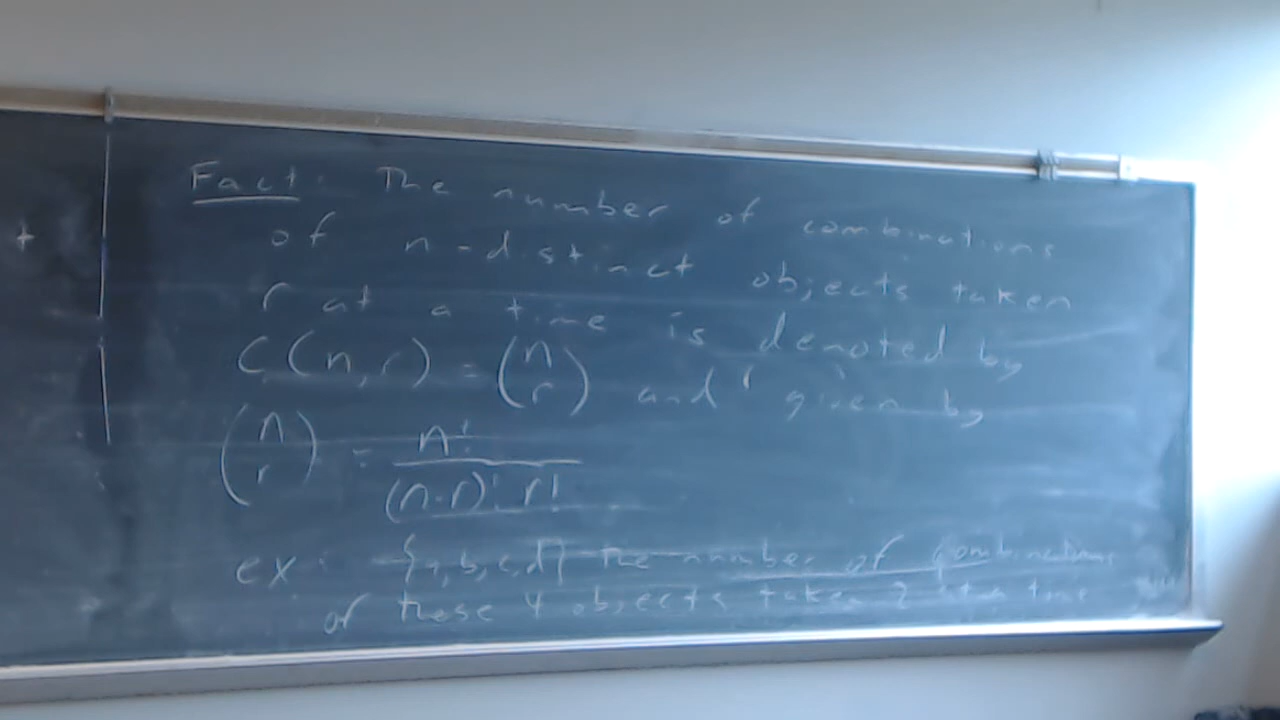 Fact: The number of combinations
of n-distinct objects taken
r at a time is denoted by
C(n,r) = (n r) and given by
(n r) = n! / (n-r)! r!
ex: {a,b,c,d} The number of combinations
of these 4 objects taken 2 at a time